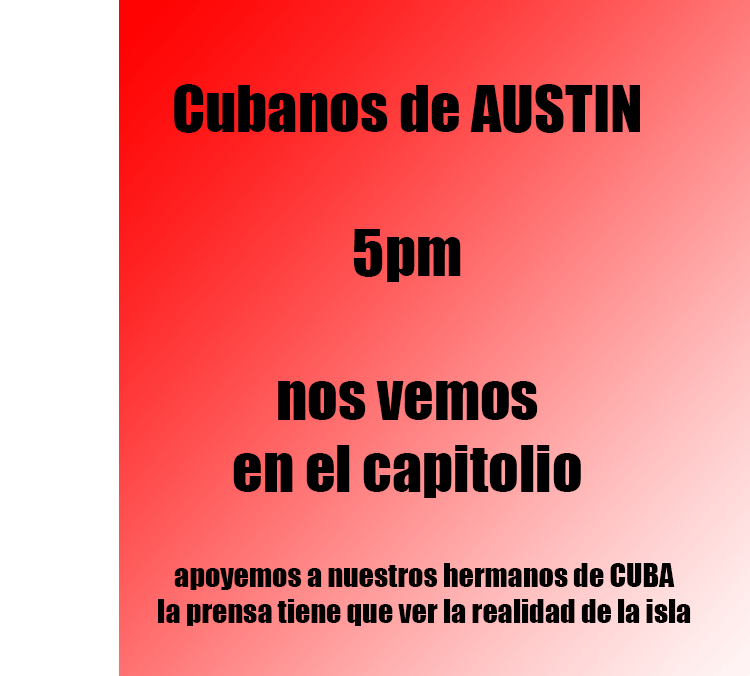 Cubanos de AUSTIN
5pm
nos vemos
en el capitolio
apoyemos a nuestros hermanos de CUBA
la prensa tiene que ver la realidad de la isla